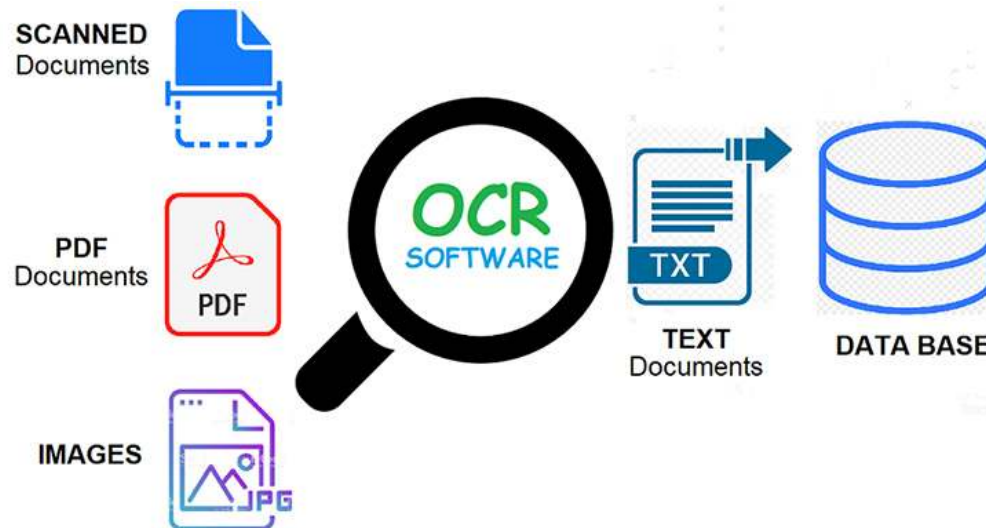 SCANNED
Documents
PDF
Documents
PDF
IMAGES
JPG
OCR
SOFTWARE
TXT
TEXT
Documents
DATA BASE